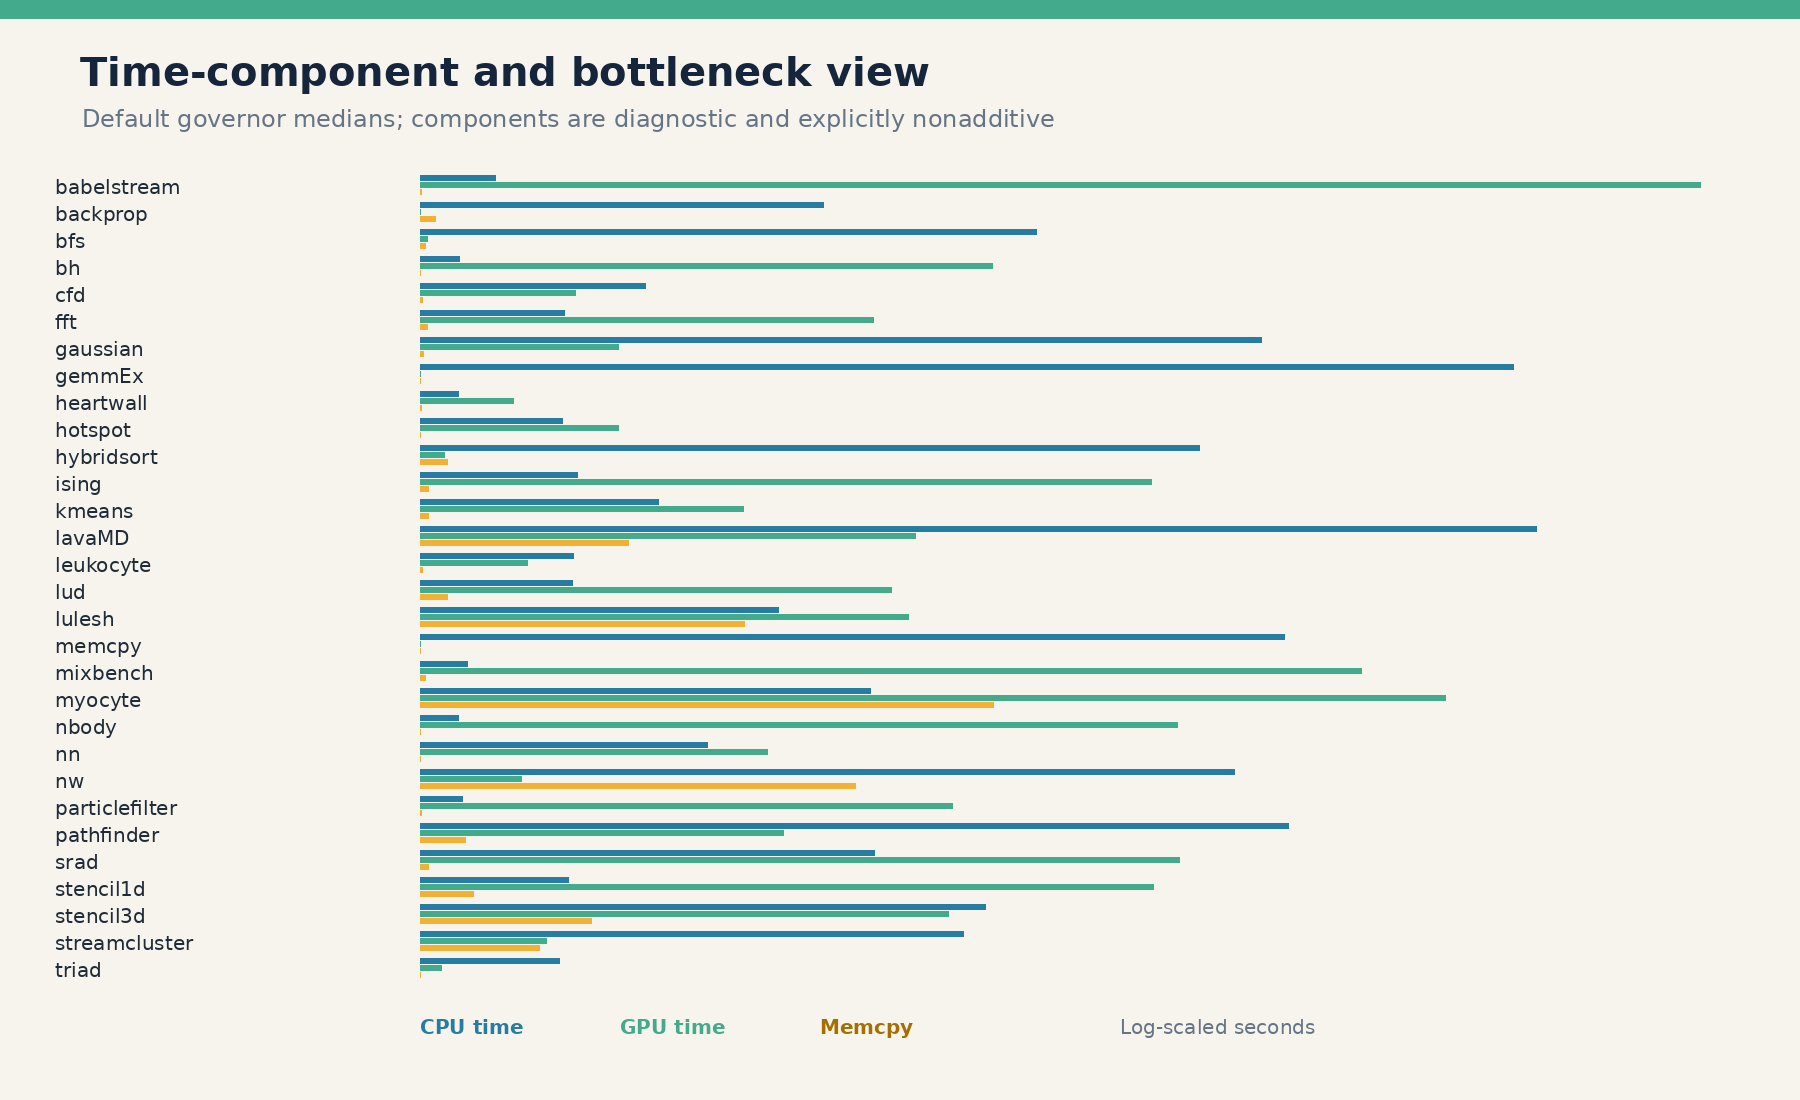 Time-component and bottleneck view
Default governor medians; components are diagnostic and explicitly nonadditive
babelstream
backprop
bfs
bh
cfd
fft
gaussian
gemmEx
heartwall
hotspot
hybridsort
ising
kmeans
lavaMD
leukocyte
lud
lulesh
memcpy
mixbench
myocyte
nbody
nn
nw
particlefilter
pathfinder
srad
stencil1d
stencil3d
streamcluster
triad
CPU time GPU time Memcpy Log-scaled seconds